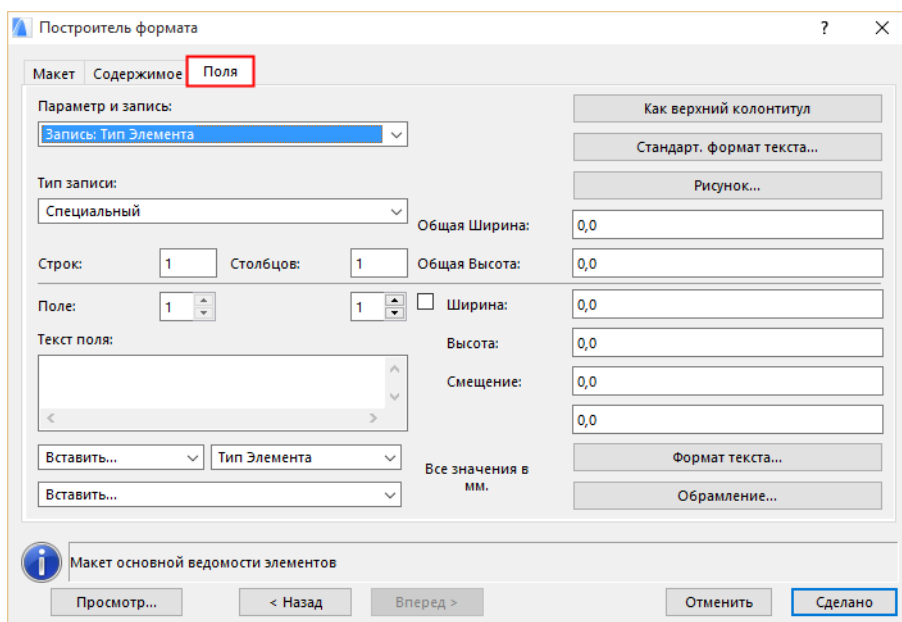 Построитель формата
Макет Содержимое Поля
Параметр и запись:
Как верхний колонтитул
Запись: Тип Элемента
Стандарт. формат текста...
Тип записи:
Рисунок...
Специальный
Общая Ширина: 0,0
Строк: 1 Столбцов: 1 Общая Высота: 0,0
Поле: 1 1 Ширина: 0,0
Текст поля:
Высота: 0,0
Смещение: 0,0
0,0
Вставить... Тип Элемента
Все значения в
мм.
Формат текста...
Вставить...
Обрамление...
Макет основной ведомости элементов
Просмотр... < Назад Вперед > Отменить Сделано